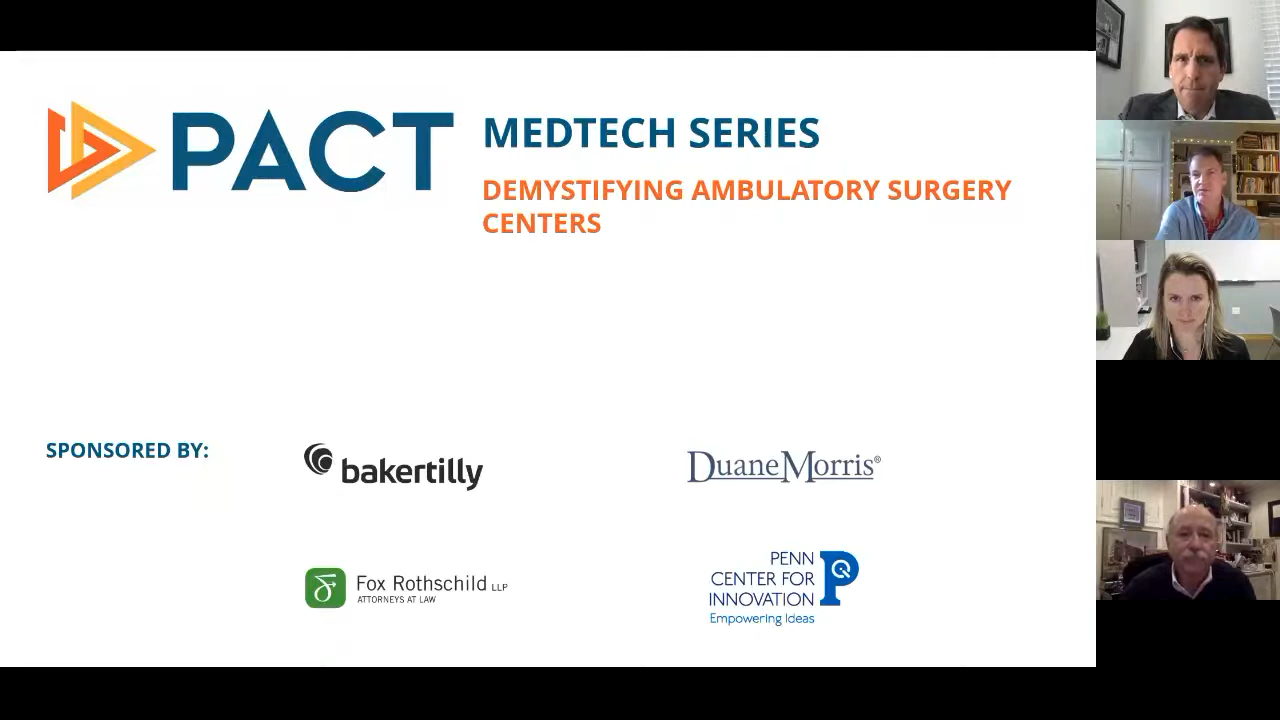 PACT
MEDTECH SERIES
DEMYSTIFYING AMBULATORY SURGERY
CENTERS
SPONSORED BY:
bakertilly
DuaneMorris®
Fox Rothschild LLP
ATTORNEYS AT LAW
PENN
CENTER FOR
INNOVATION
Empowering Ideas